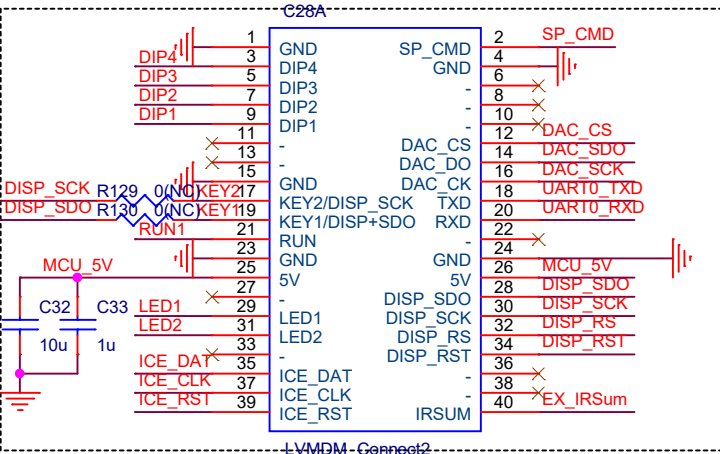 C28A
1 GND SP_CMD 2 SP_CMD
DIP4 3 DIP4 GND 4
DIP3 5 DIP3 - 6
DIP2 7 DIP2 - 8
DIP1 9 DIP1 - 10
11 - DAC_CS 12 DAC_CS
13 - DAC_DO 14 DAC_SDO
15 GND DAC_CK 16 DAC_SCK
DISP_SCK R129 0(NC) KEY2 17 KEY2/DISP_SCK TXD 18 UART0_TXD
DISP_SDO R130 0(NC) KEY1 19 KEY1/DISP+SDO RXD 20 UART0_RXD
RUN1 21 RUN - 22
23 GND GND 24
MCU_5V 25 5V 5V 26 MCU_5V
27 - DISP_SDO 28 DISP_SDO
C32 C33 LED1 29 LED1 DISP_SCK 30 DISP_SCK
10u 1u LED2 31 LED2 DISP_RS 32 DISP_RS
33 - DISP_RST 34 DISP_RST
ICE_DAT 35 ICE_DAT - 36
ICE_CLK 37 ICE_CLK - 38
ICE_RST 39 ICE_RST IRSUM 40 EX_IRSum
LVMDM_Connect2